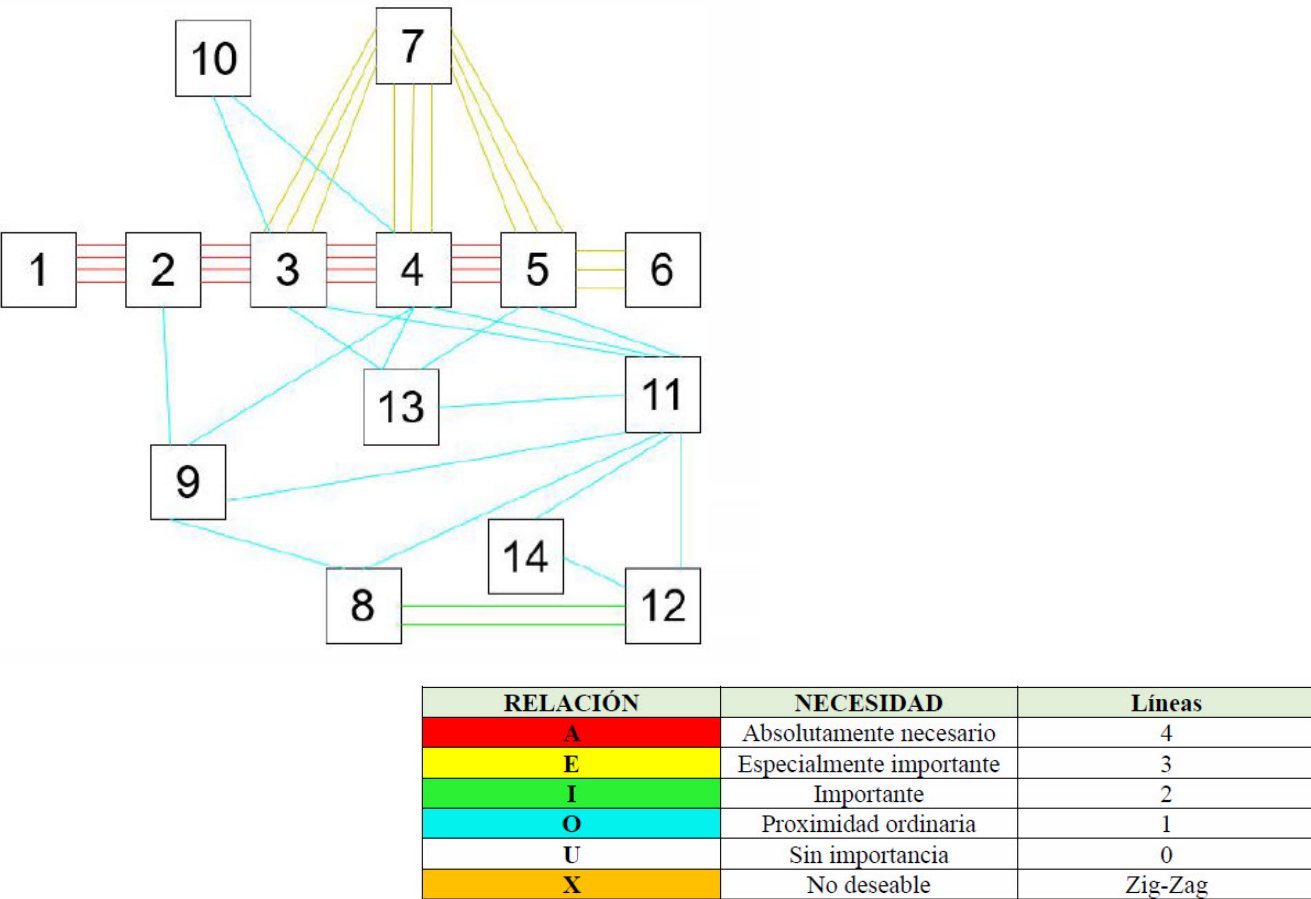 10
7
1 2 3 4 5 6
13
11
9
14
8
12
RELACIÓN NECESIDAD Líneas
A Absolutamente necesario 4
E Especialmente importante 3
I Importante 2
O Proximidad ordinaria 1
U Sin importancia 0
X No deseable Zig-Zag